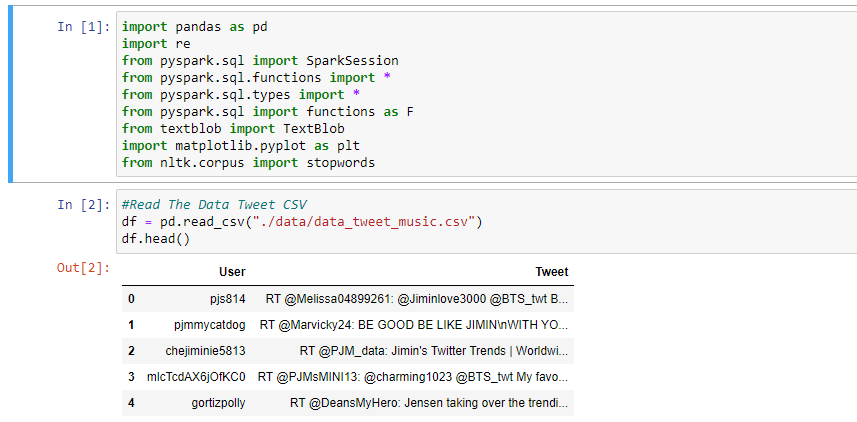 In [1]: import pandas as pd
import re
from pyspark.sql import SparkSession
from pyspark.sql.functions import *
from pyspark.sql.types import *
from pyspark.sql import functions as F
from textblob import TextBlob
import matplotlib.pyplot as plt
from nltk.corpus import stopwords
In [2]: #Read The Data Tweet CSV
df = pd.read_csv("./data/data_tweet_music.csv")
df.head()
Out[2]:
User Tweet
0 pjs814 RT @Melissa04899261: @Jiminlove3000 @BTS_twt B...
1 pjmmycatdog RT @Marvicky24: BE GOOD BE LIKE JIMIN\nWITH YO...
2 chejiminie5813 RT @PJM_data: Jimin's Twitter Trends | Worldwi...
3 mlcTcdAX6jOfKC0 RT @PJMsMINI13: @charming1023 @BTS_twt My favo...
4 gortizpolly RT @DeansMyHero: Jensen taking over the trendi...